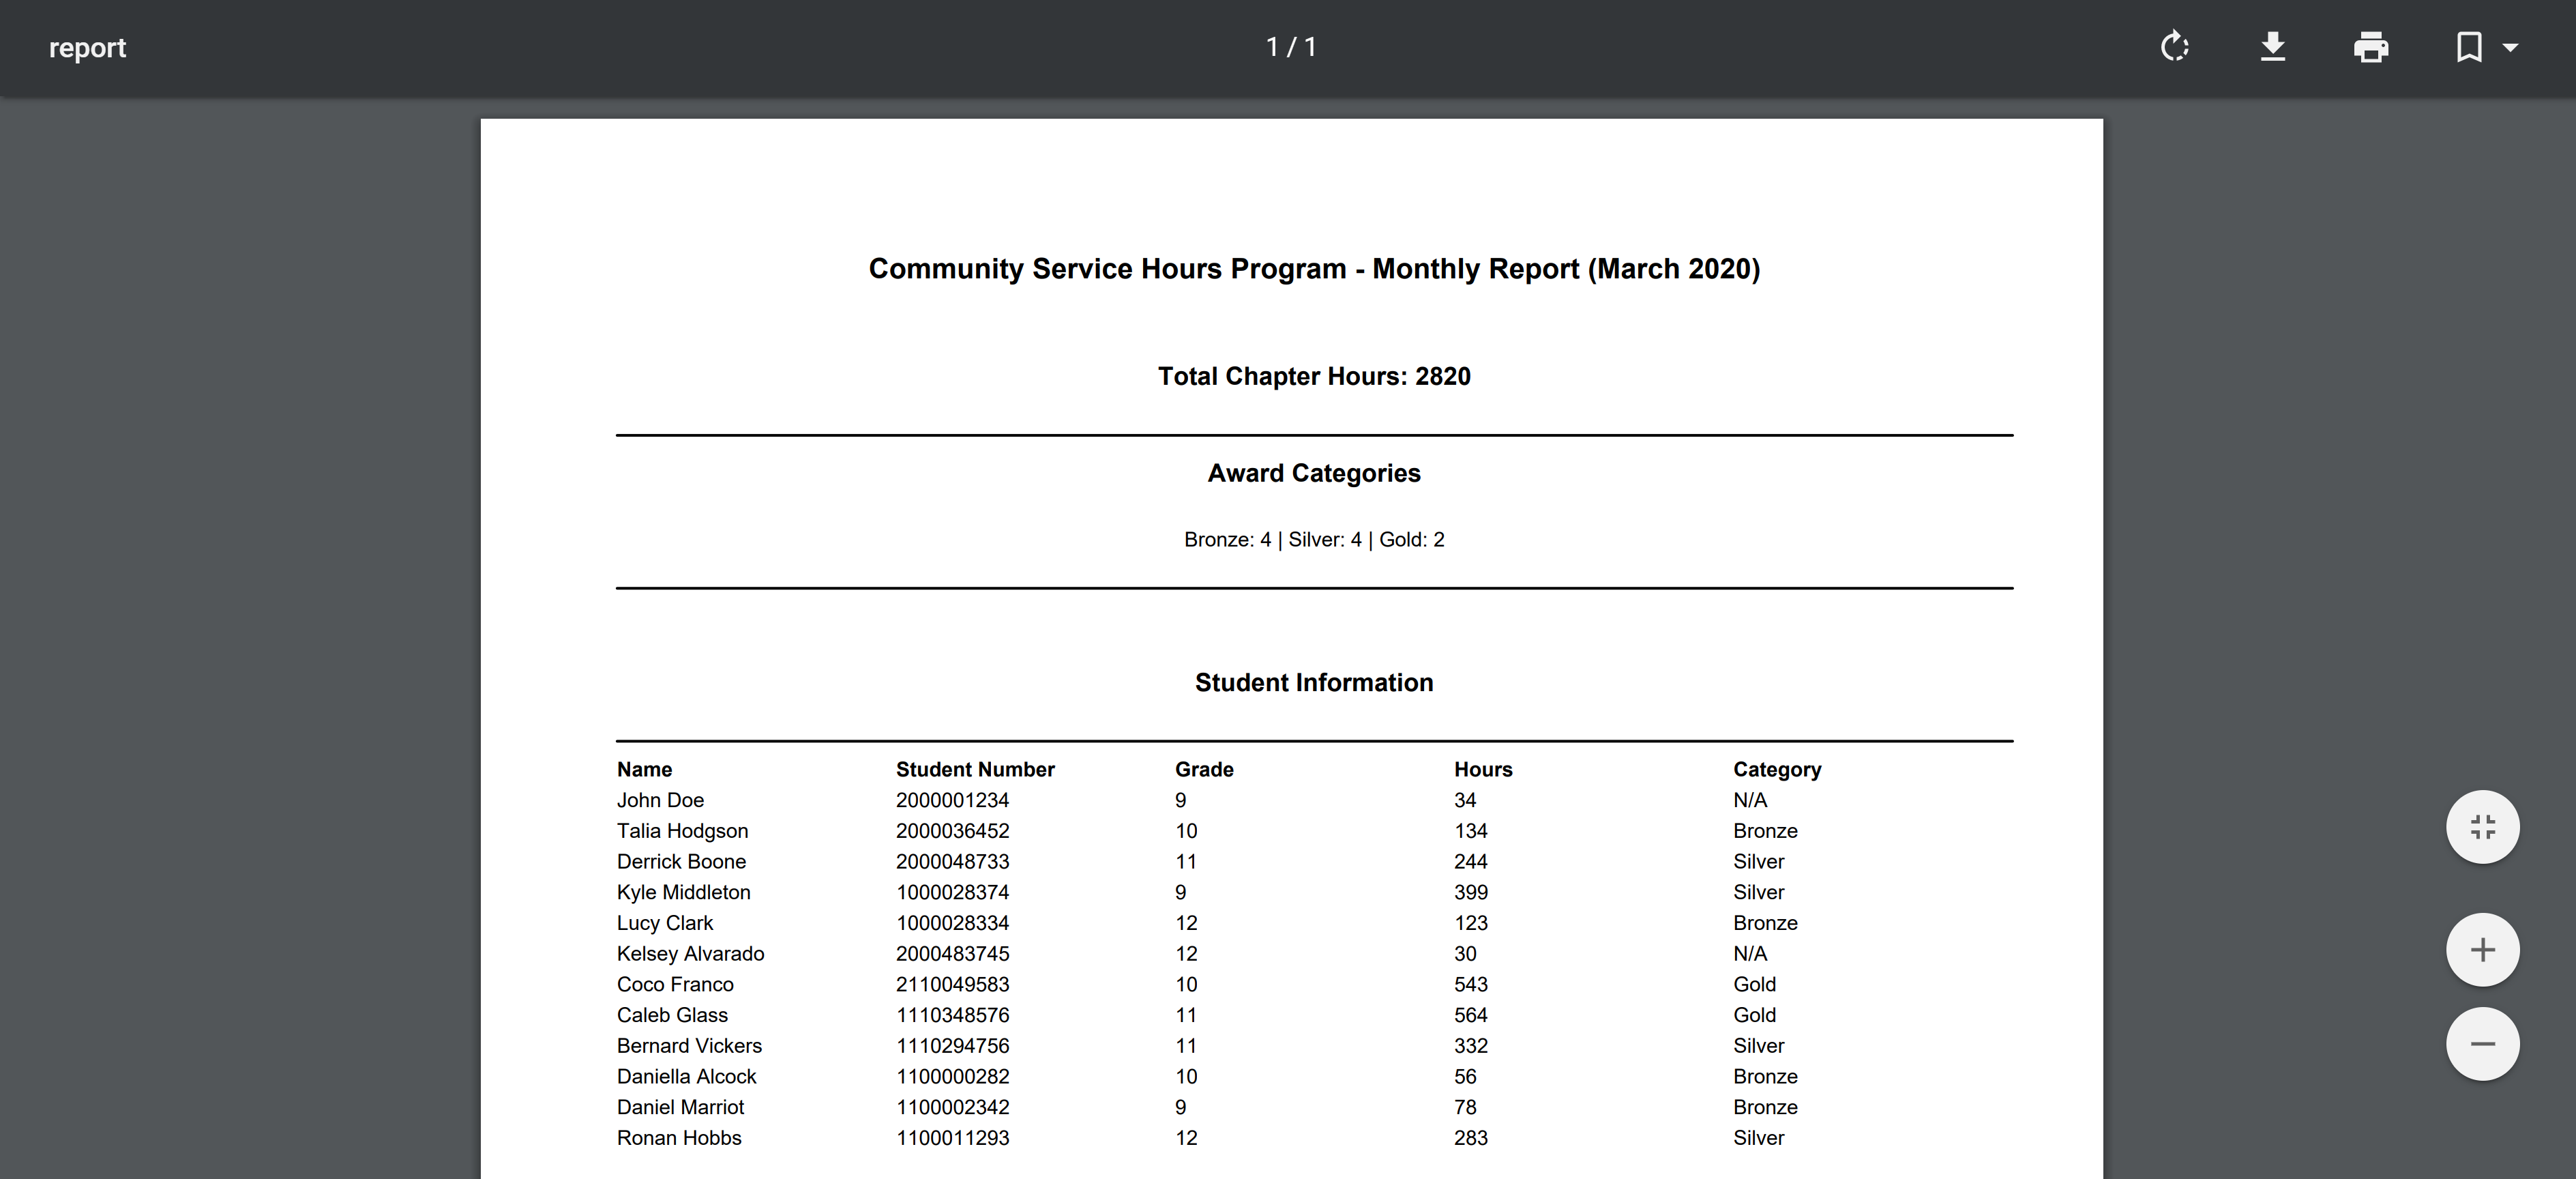 report
1 / 1
Community Service Hours Program - Monthly Report (March 2020)
Total Chapter Hours: 2820
Award Categories
Bronze: 4 | Silver: 4 | Gold: 2
Student Information
Name Student Number Grade Hours Category
John Doe 2000001234 9 34 N/A
Talia Hodgson 2000036452 10 134 Bronze
Derrick Boone 2000048733 11 244 Silver
Kyle Middleton 1000028374 9 399 Silver
Lucy Clark 1000028334 12 123 Bronze
Kelsey Alvarado 2000483745 12 30 N/A
Coco Franco 2110049583 10 543 Gold
Caleb Glass 1110348576 11 564 Gold
Bernard Vickers 1110294756 11 332 Silver
Daniella Alcock 1100000282 10 56 Bronze
Daniel Marriot 1100002342 9 78 Bronze
Ronan Hobbs 1100011293 12 283 Silver